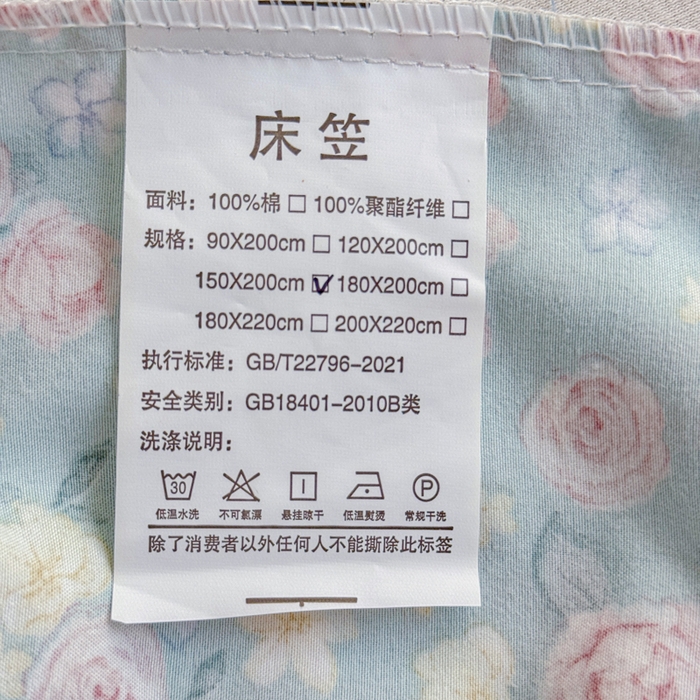 床笠
面料：100%棉 □ 100%聚酯纤维 □
规格：90X200cm □ 120X200cm □
150X200cm ☑ 180X200cm □
180X220cm □ 200X220cm □
执行标准：GB/T22796-2021
安全类别：GB18401-2010B类
洗涤说明：
30 P
低温水洗 不可氯漂 悬挂晾干 低温熨烫 常规干洗
除了消费者以外任何人不能撕除此标签